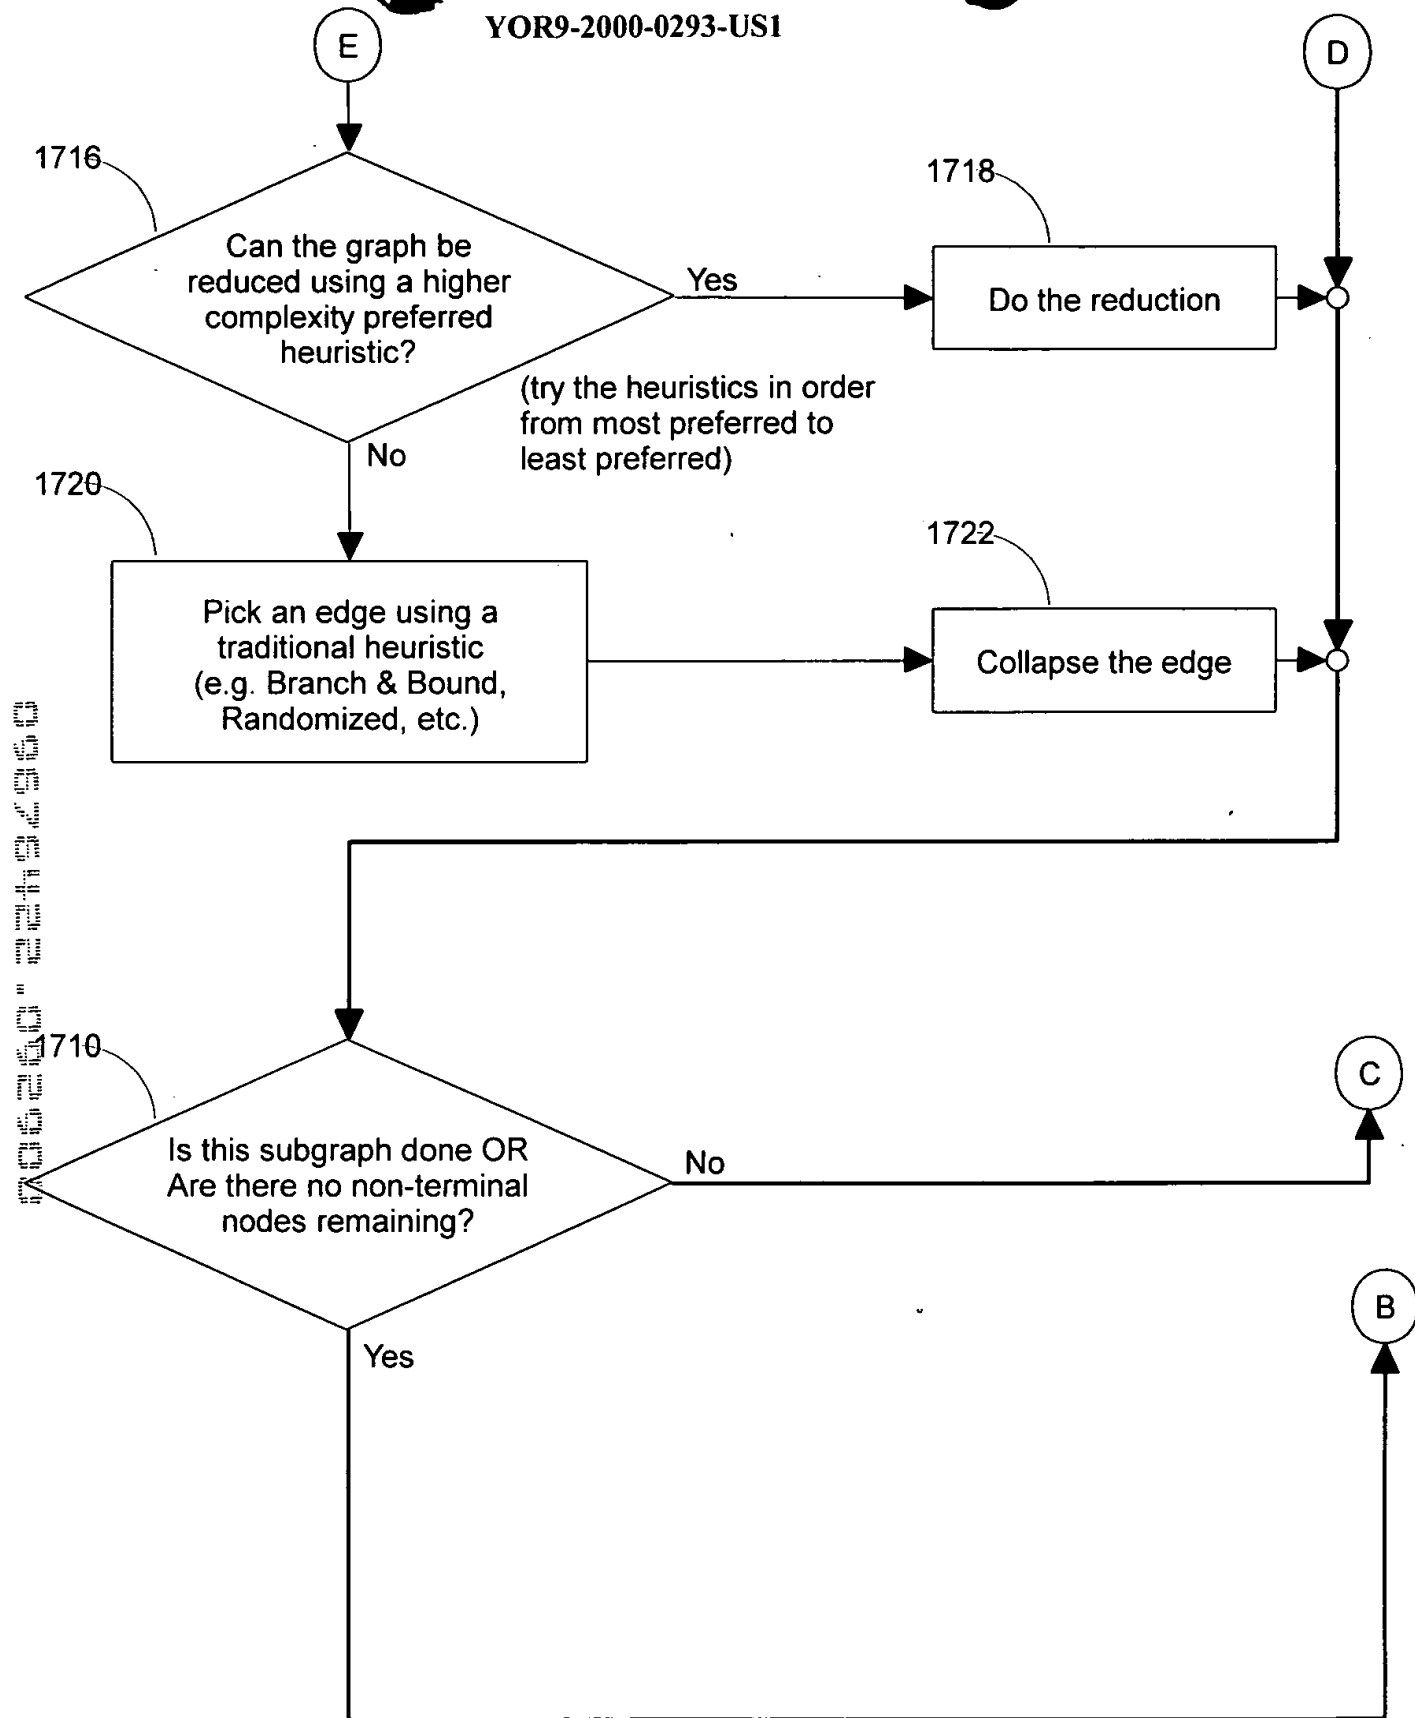 YOR9-2000-0293-US1
E
D
1716
Can the graph be
reduced using a higher
complexity preferred
heuristic?
Yes
1718
Do the reduction
(try the heuristics in order
from most preferred to
least preferred)
No
1720
Pick an edge using a
traditional heuristic
(e.g. Branch & Bound,
Randomized, etc.)
1722
Collapse the edge
09676422.092900
1710
Is this subgraph done OR
Are there no non-terminal
nodes remaining?
No
C
Yes
B